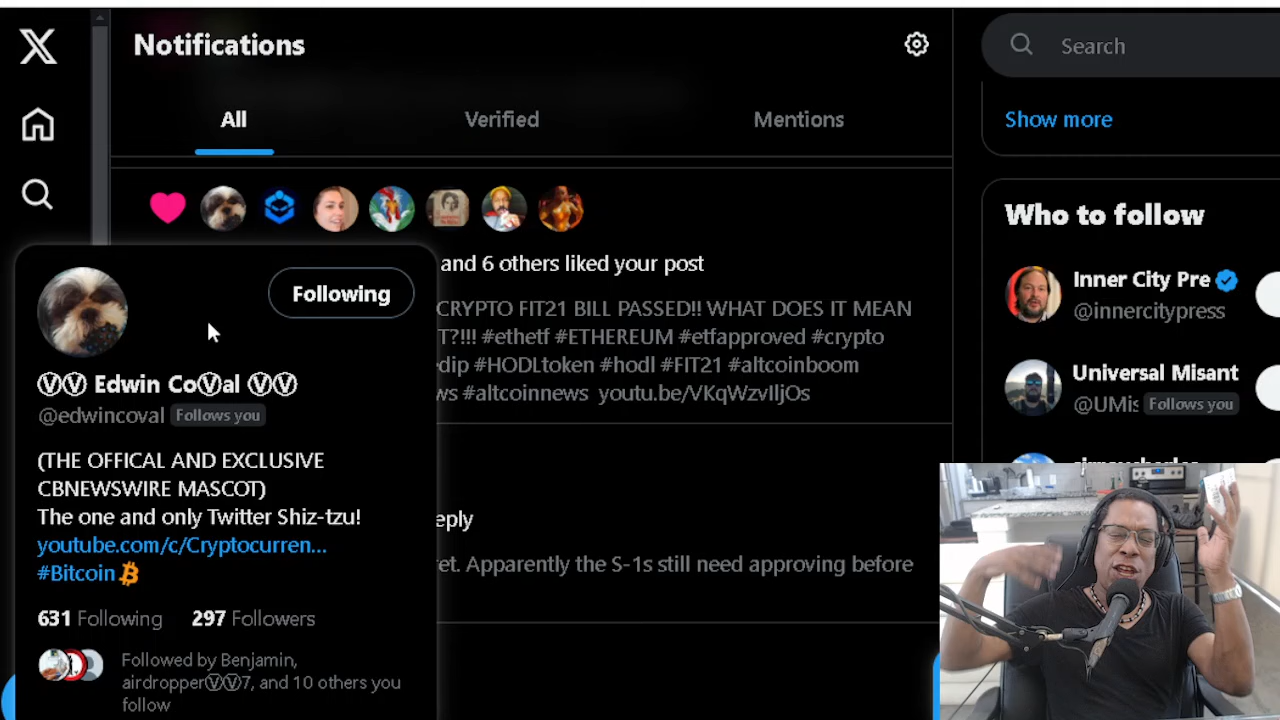 Notifications
Search
All
Verified
Mentions
Show more
Who to follow
Inner City Pre
@innercitypress
Universal Misant
@UMis Follows you
and 6 others liked your post
CRYPTO FIT21 BILL PASSED!! WHAT DOES IT MEAN
T?!!! #ethetf #ETHEREUM #etfapproved #crypto
edip #HODLtoken #hodl #FIT21 #altcoinboom
ws #altcoinnews youtu.be/VKqWzvIljOs
eply
et. Apparently the S-1s still need approving before
Following
ⓋⓋ Edwin CoⓋal ⓋⓋ
@edwincoval Follows you
(THE OFFICAL AND EXCLUSIVE
CBNEWSWIRE MASCOT)
The one and only Twitter Shiz-tzu!
youtube.com/c/Cryptocurren...
#Bitcoin
631 Following 297 Followers
Followed by Benjamin,
airdropperⓋⓋ7, and 10 others you
follow